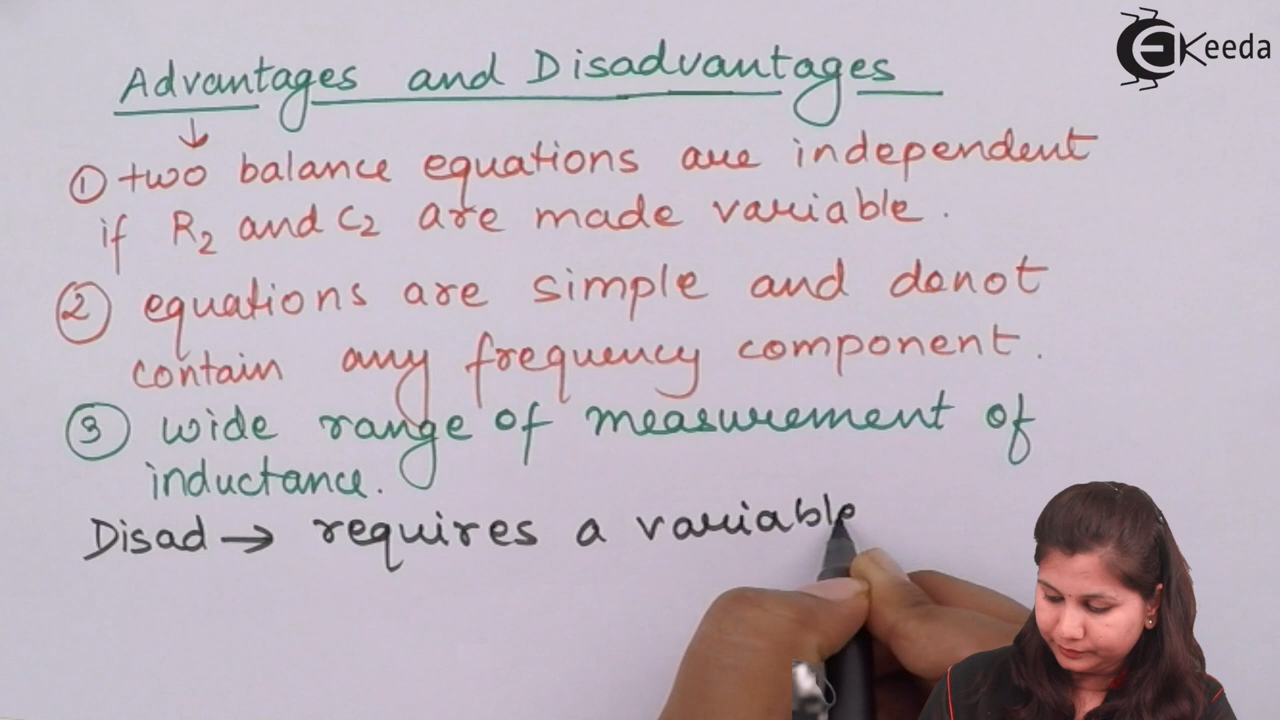 Keeda
Advantages and Disadvantages
① two balance equations are independent
if R₂ and C₂ are made variable.
② equations are simple and donot
contain any frequency component.
③ wide range of measurement of
inductance.
Disad → requires a variable